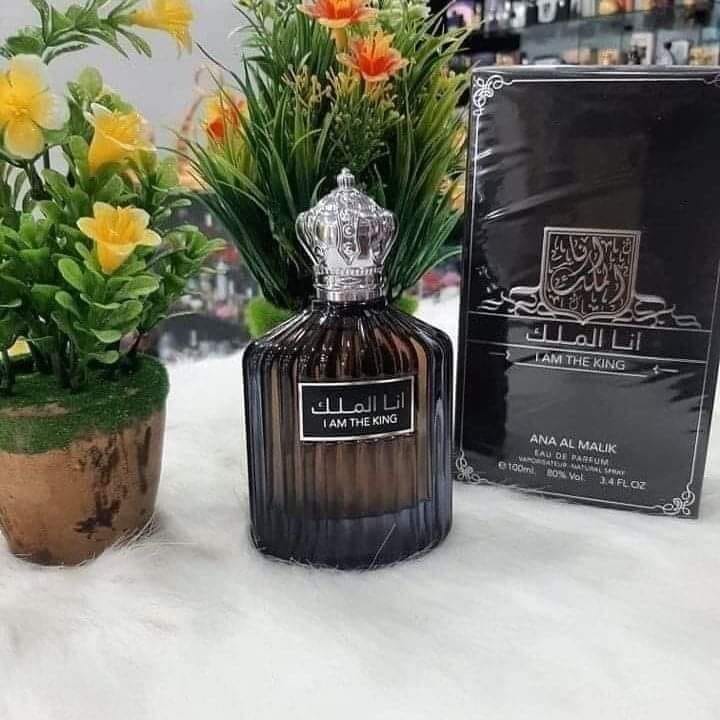 انا الملك
I AM THE KING
انا الملك
I AM THE KING
ANA AL MALIK
EAU DE PARFUM
VAPORISATEUR-NATURAL SPRAY
e 100ml. 80% Vol. 3.4 FL OZ